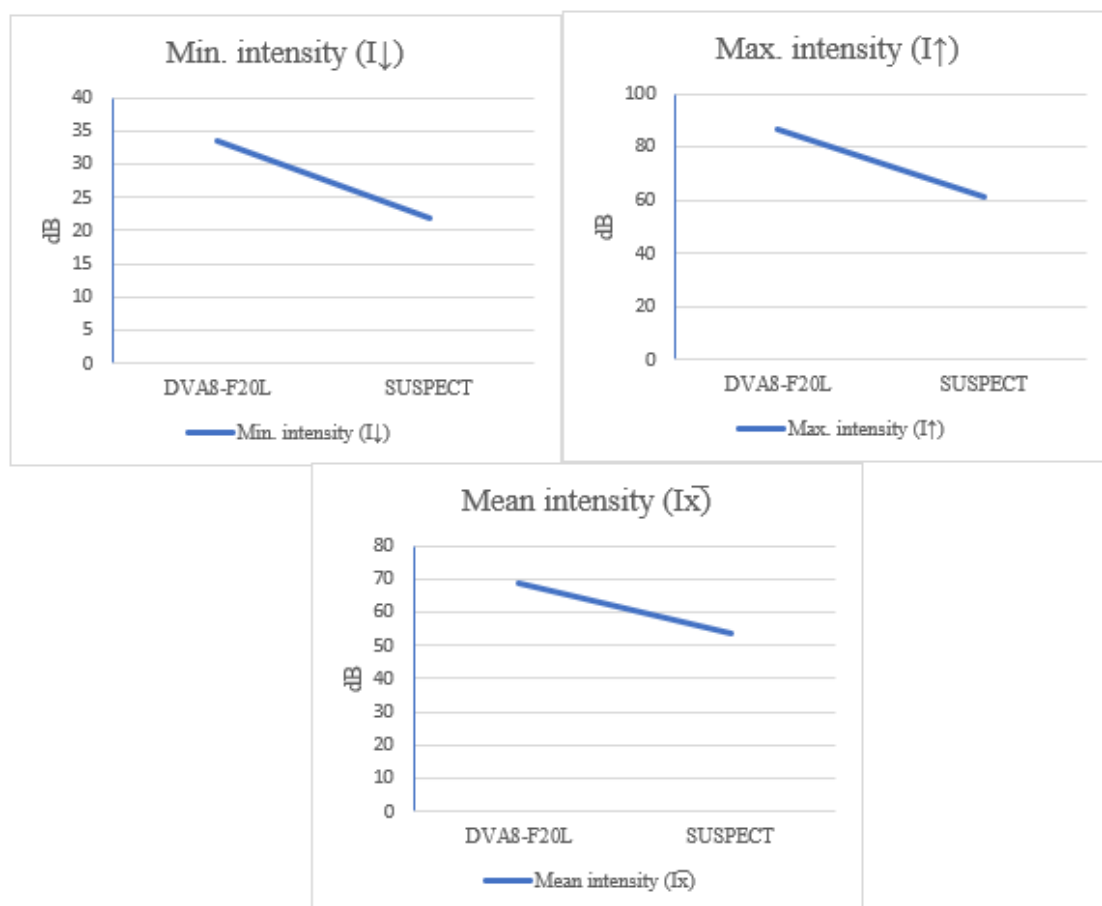 Min. intensity (I↓)
40
35
30
25
20
15
10
5
0
dB
DVA8-F20L SUSPECT
Min. intensity (I↓)
Max. intensity (I↑)
100
80
60
40
20
0
dB
DVA8-F20L SUSPECT
Max. intensity (I↑)
Mean intensity (Ix̅)
80
70
60
50
40
30
20
10
0
dB
DVA8-F20L SUSPECT
Mean intensity (Ix̅)